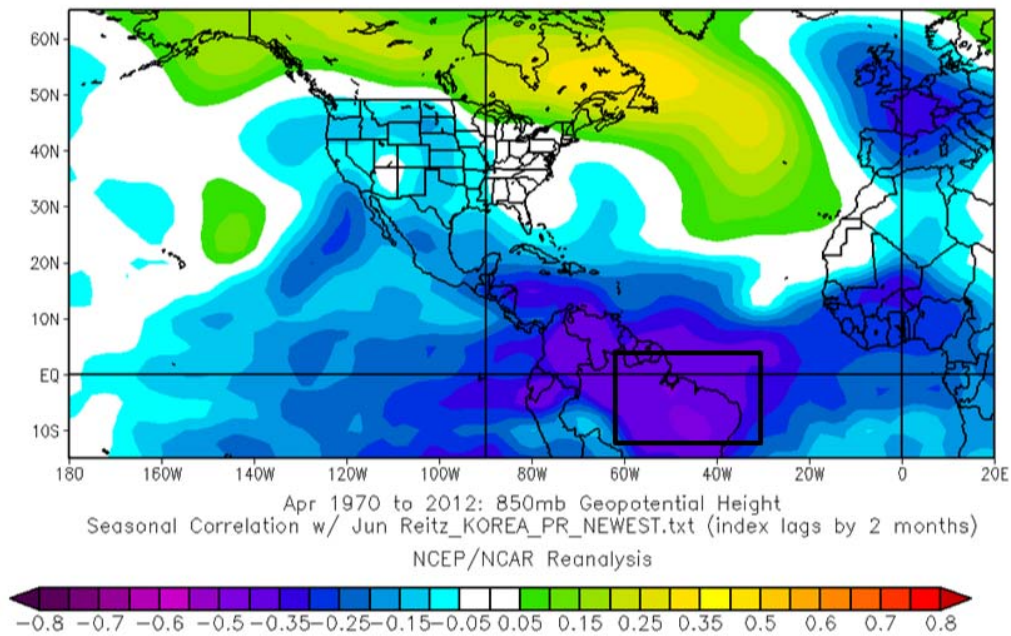 60N
50N
40N
30N
20N
10N
EQ
10S
180 160W 140W 120W 100W 80W 60W 40W 20W 0 20E
Apr 1970 to 2012: 850mb Geopotential Height
Seasonal Correlation w/ Jun Reitz_KOREA_PR_NEWEST.txt (index lags by 2 months)
NCEP/NCAR Reanalysis
-0.8 -0.7 -0.6 -0.5 -0.35 -0.25 -0.15 -0.05 0.05 0.15 0.25 0.35 0.5 0.6 0.7 0.8